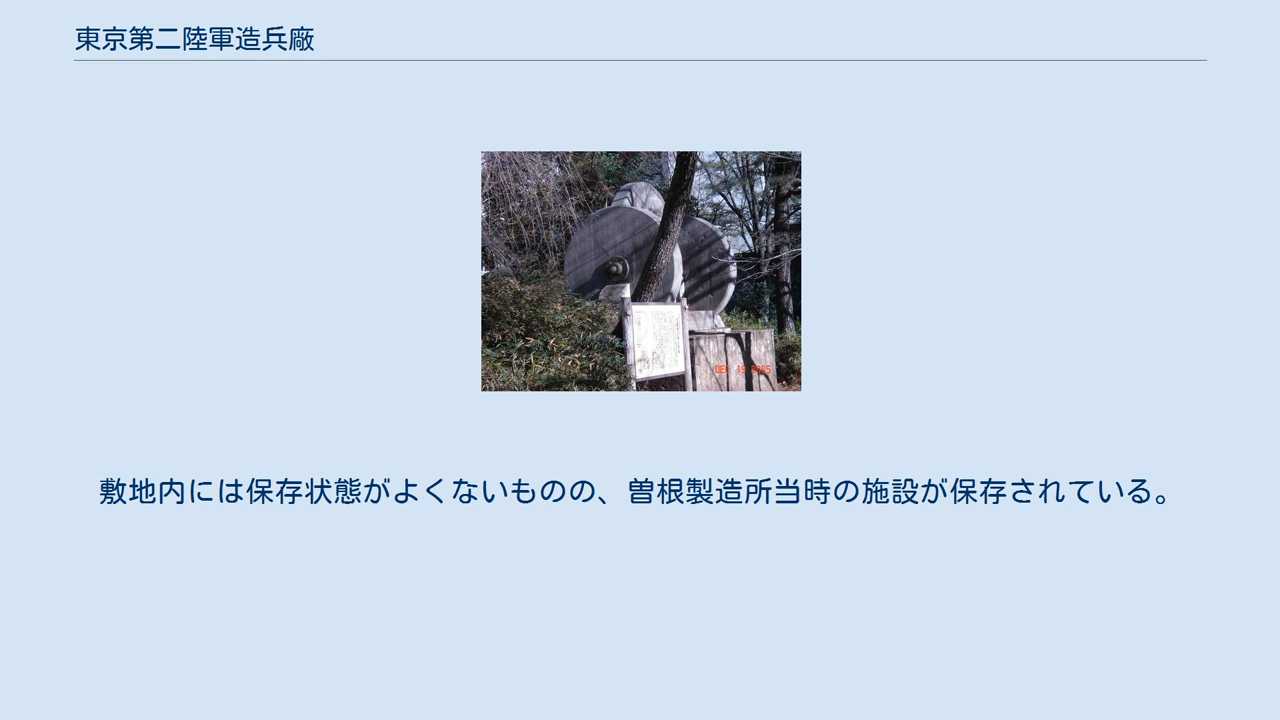 東京第二陸軍造兵廠
敷地内には保存状態がよくないものの、曽根製造所当時の施設が保存されている。